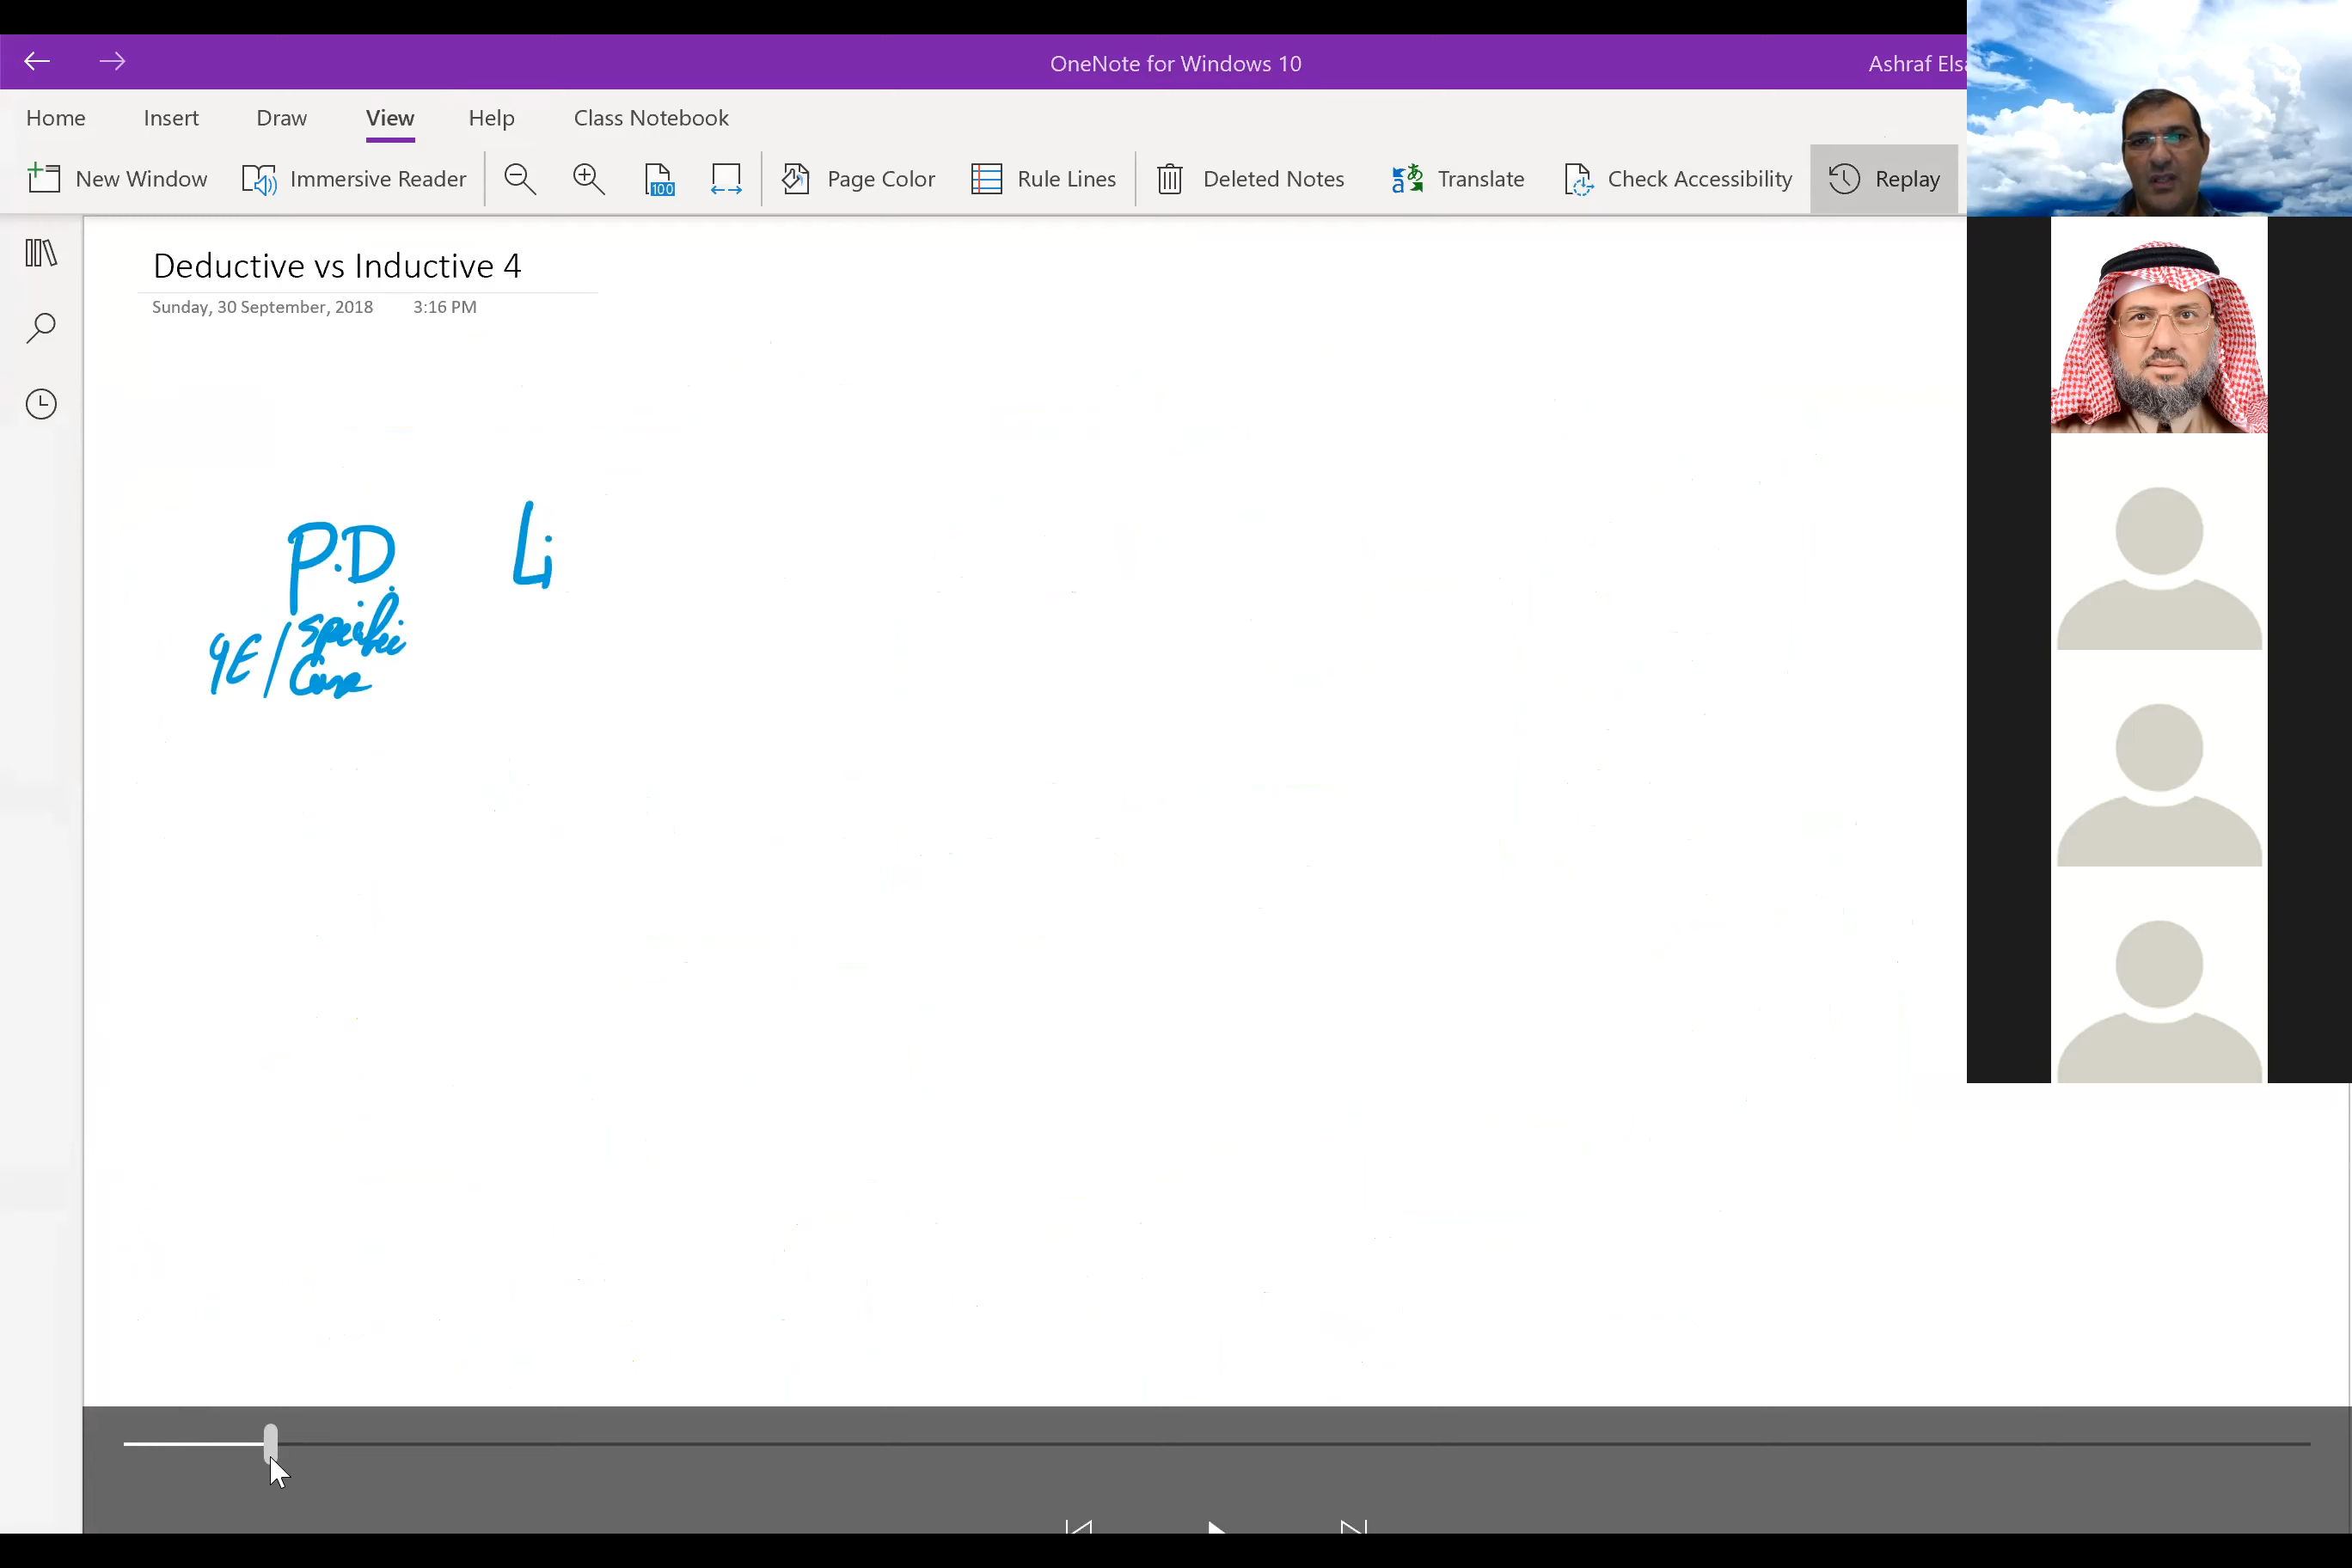 OneNote for Windows 10
Ashraf Elsa
Home Insert Draw View Help Class Notebook
New Window Immersive Reader 100 Page Color Rule Lines Deleted Notes Translate Check Accessibility Replay
Deductive vs Inductive 4
Sunday, 30 September, 2018 3:16 PM
P.D. Li
specific
9E/
Case